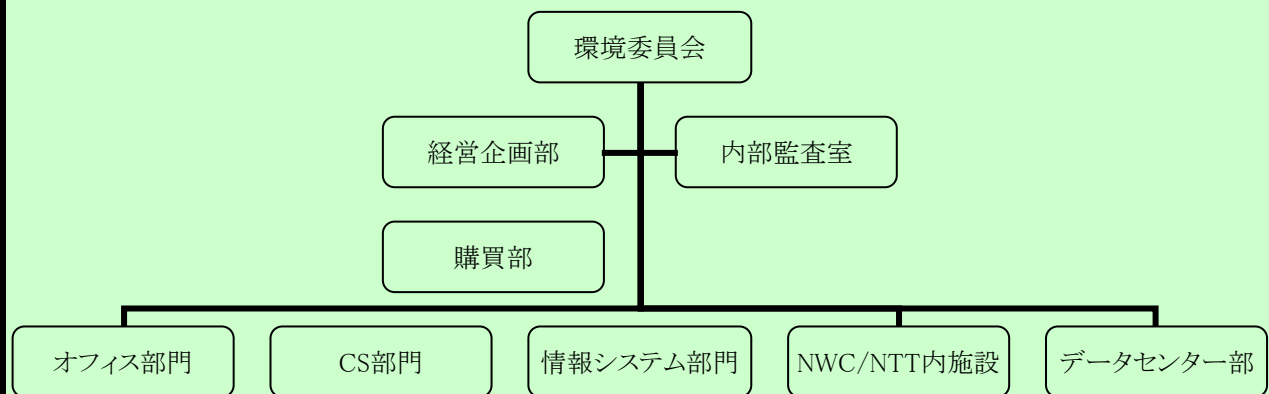 環境委員会
経営企画部
内部監査室
購買部
オフィス部門
CS部門
情報システム部門
NWC/NTT内施設
データセンター部